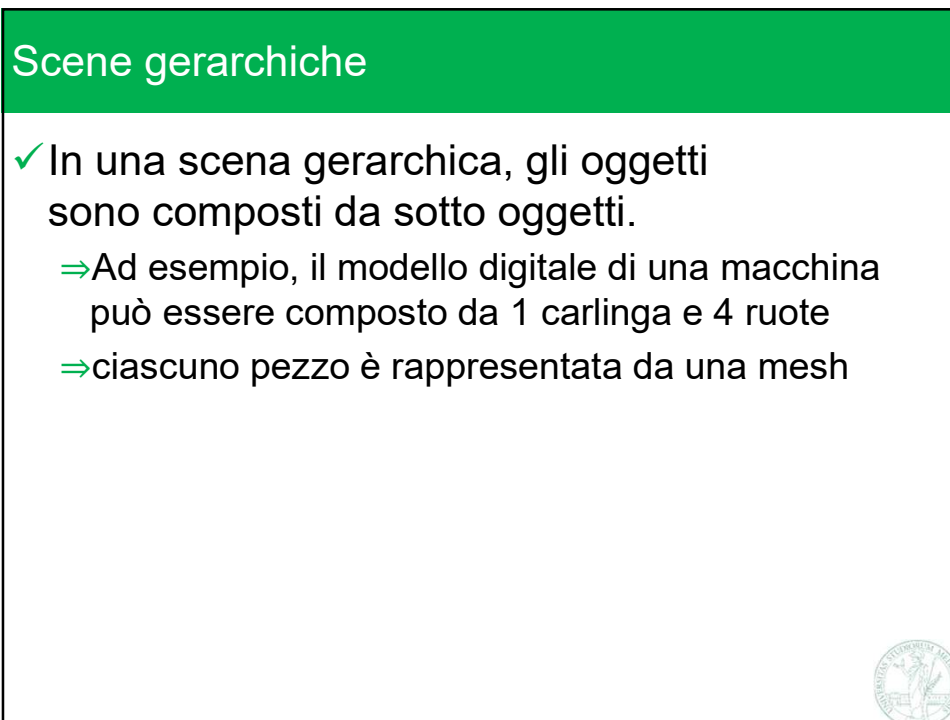 Scene gerarchiche
✓In una scena gerarchica, gli oggetti
sono composti da sotto oggetti.
⇒Ad esempio, il modello digitale di una macchina
può essere composto da 1 carlinga e 4 ruote
⇒ciascuno pezzo è rappresentata da una mesh